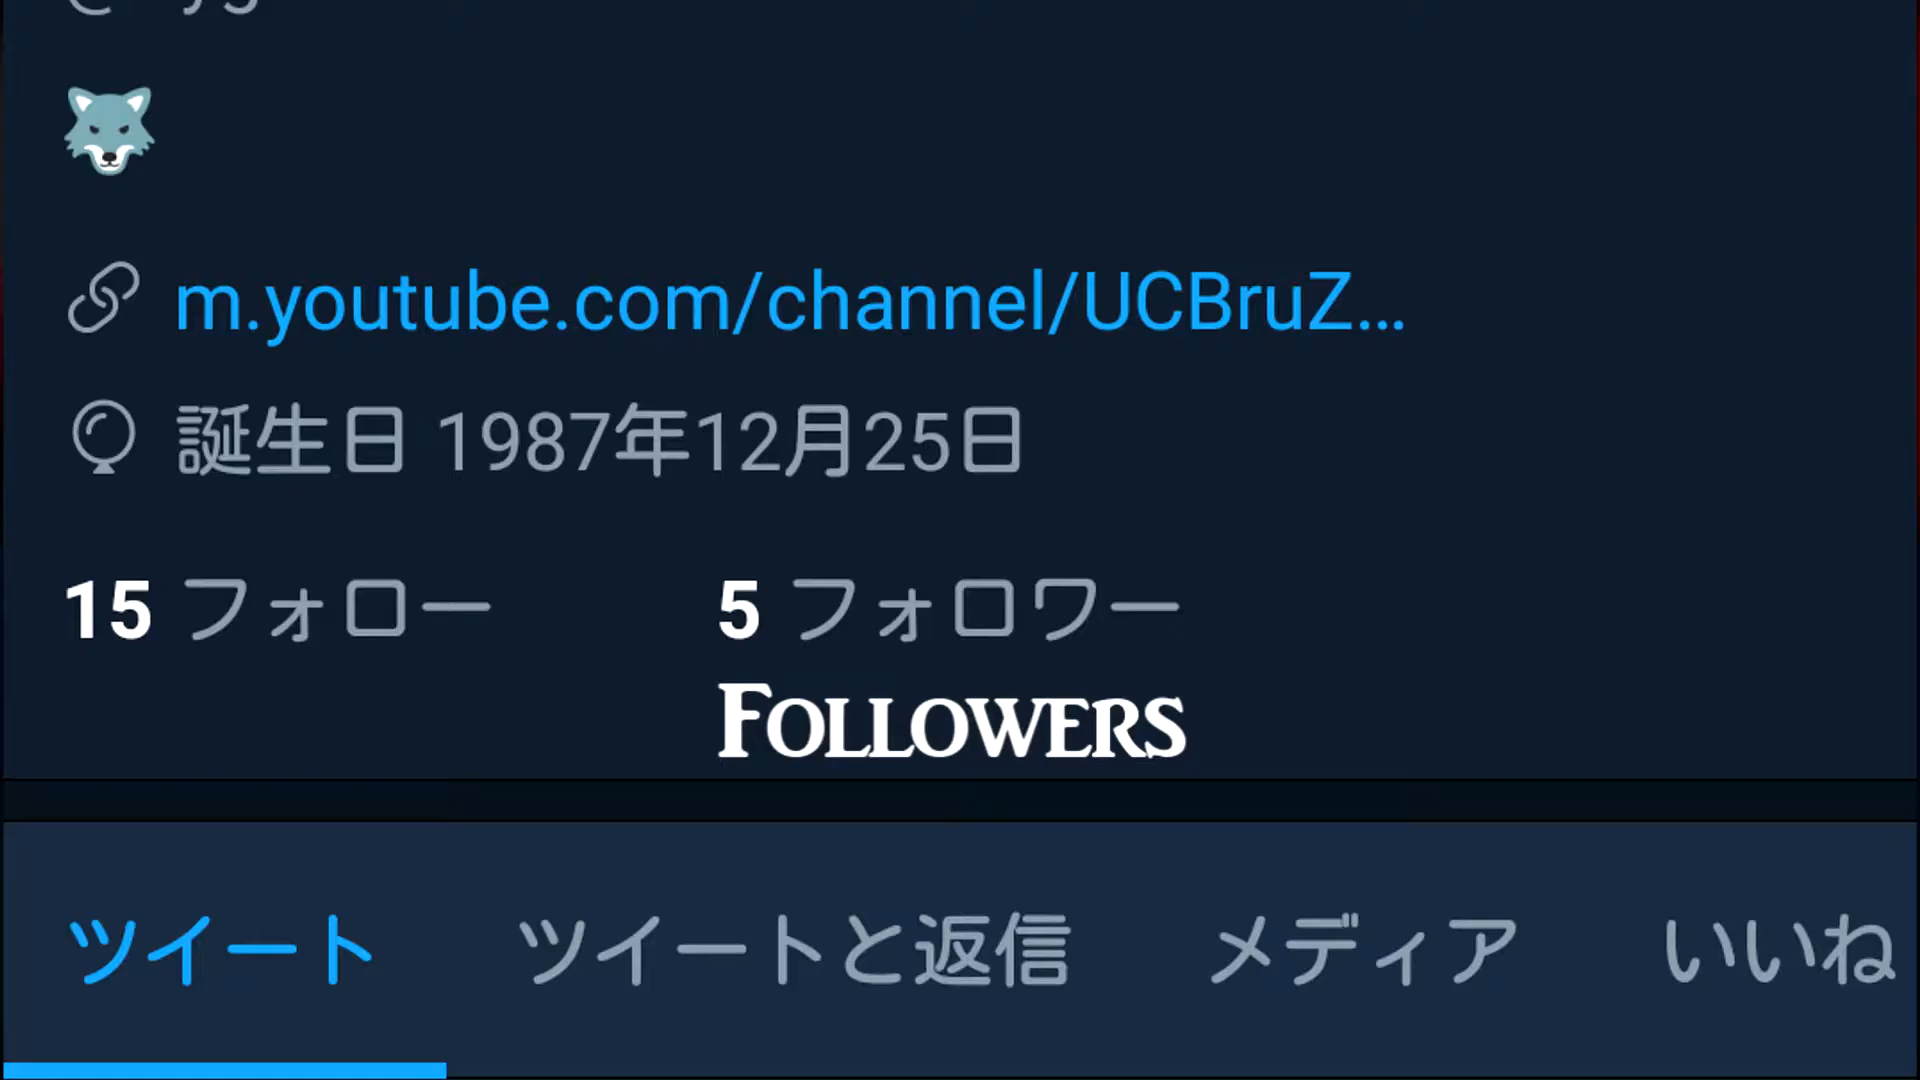 m.youtube.com/channel/UCBruZ...
誕生日 1987年12月25日
15 フォロー 5 フォロワー
FOLLOWERS
ツイート ツイートと返信 メディア いいね